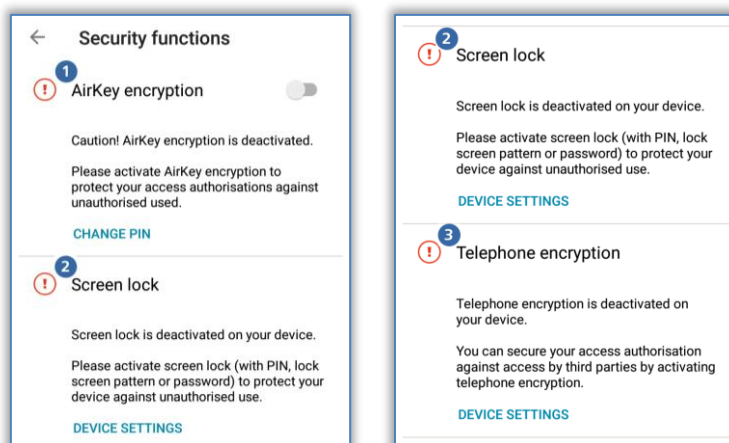 ← Security functions
1
! AirKey encryption
Caution! AirKey encryption is deactivated.
Please activate AirKey encryption to
protect your access authorisations against
unauthorised used.
CHANGE PIN
2
! Screen lock
Screen lock is deactivated on your device.
Please activate screen lock (with PIN, lock
screen pattern or password) to protect your
device against unauthorised use.
DEVICE SETTINGS
2
! Screen lock
Screen lock is deactivated on your device.
Please activate screen lock (with PIN, lock
screen pattern or password) to protect your
device against unauthorised use.
DEVICE SETTINGS
3
! Telephone encryption
Telephone encryption is deactivated on
your device.
You can secure your access authorisation
against access by third parties by activating
telephone encryption.
DEVICE SETTINGS